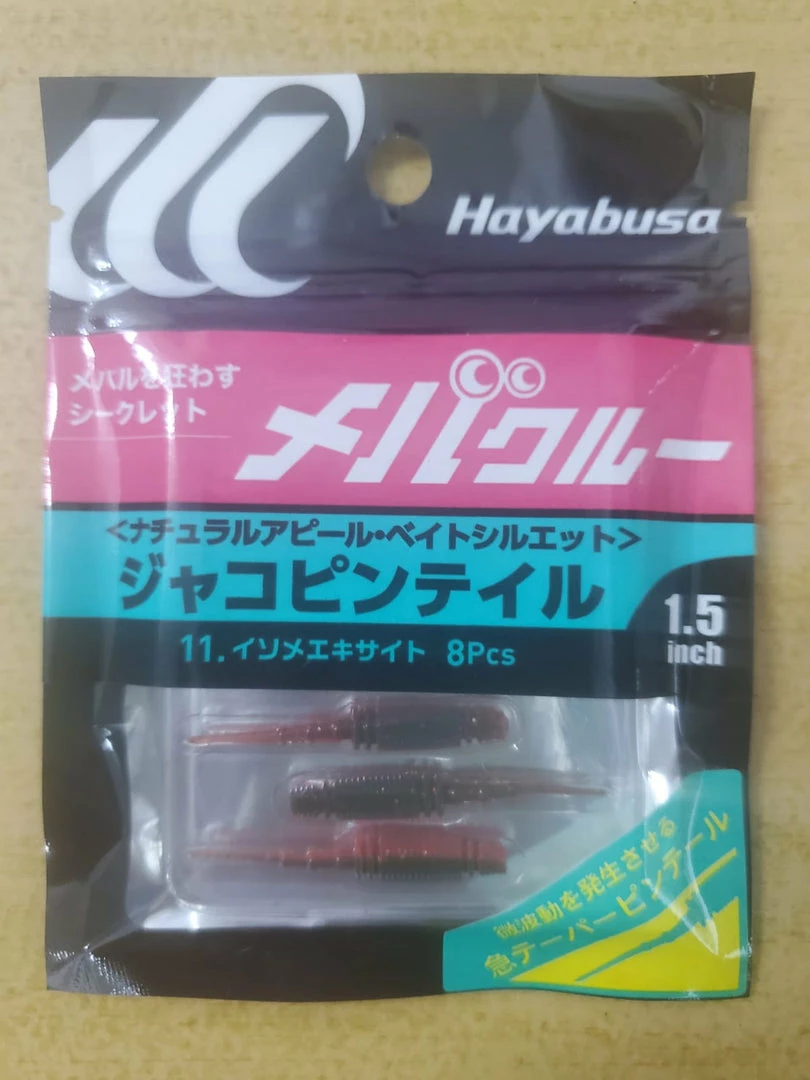 Hayabusa
メバルを狂わす
シークレット
メバクルー
<ナチュラルアピール・ベイトシルエット>
ジャコピンテイル
1.5
inch
11.イソメエキサイト 8Pcs
微波動を発生させる
急テーパーピンテール